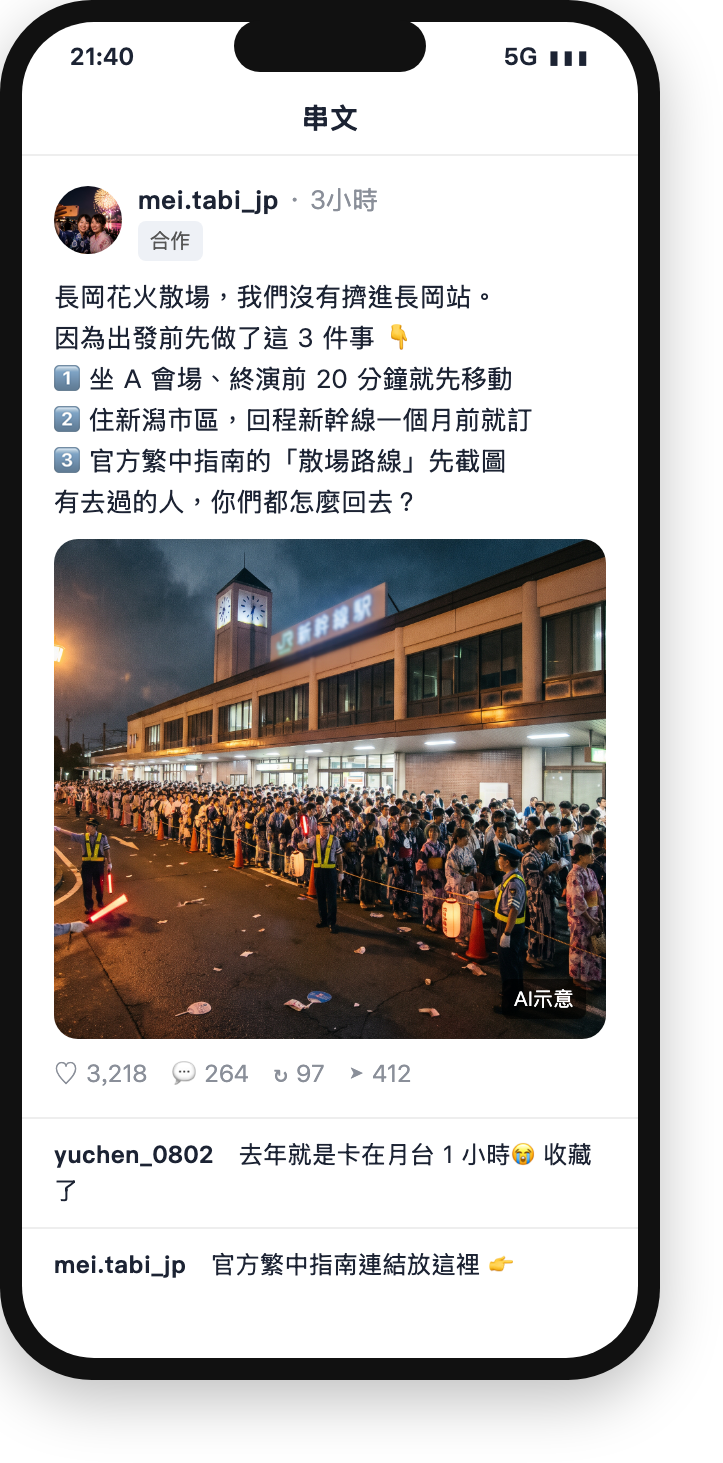 21:40
5G
串文
mei.tabi_jp · 3小時
合作
長岡花火散場，我們沒有擠進長岡站。
因為出發前先做了這 3 件事 👇
1️⃣ 坐 A 會場、終演前 20 分鐘就先移動
2️⃣ 住新潟市區，回程新幹線一個月前就訂
3️⃣ 官方繁中指南的「散場路線」先截圖
有去過的人，你們都怎麼回去？
JR 新幹線駅
AI示意
♡ 3,218 💬 264 ↻ 97 ➤ 412
yuchen_0802 去年就是卡在月台 1 小時😭 收藏
了
mei.tabi_jp 官方繁中指南連結放這裡 👉